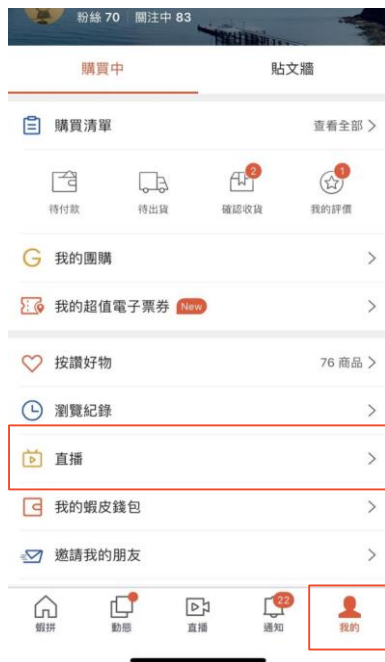 粉絲 70 關注中 83
購買中 貼文牆
購買清單 查看全部
2 1
待付款 待出貨 確認收貨 我的評價
我的團購
我的超值電子票券 New
按讚好物 76 商品
瀏覽紀錄
直播
我的蝦皮錢包
邀請我的朋友
22
蝦拼 動態 直播 通知 我的